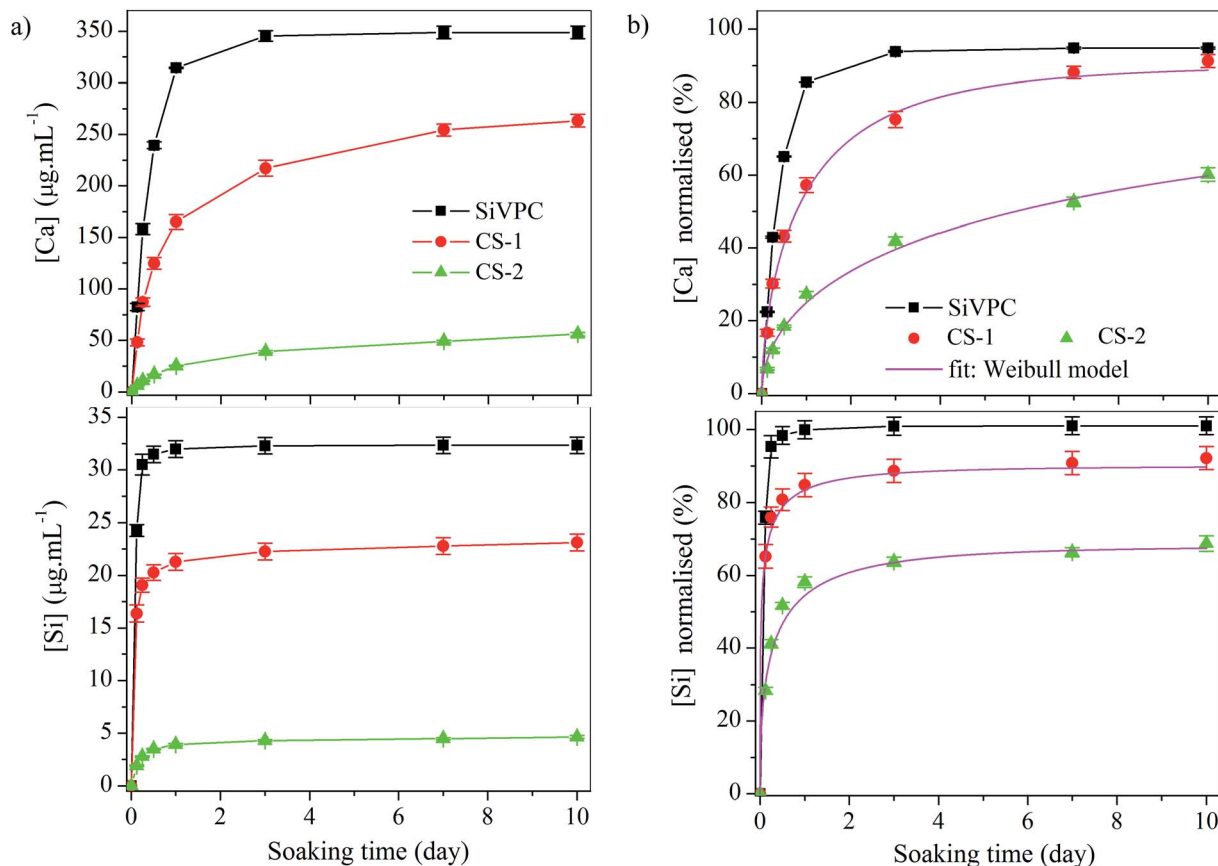 a)
[Ca] (µg.mL⁻¹)
350
300
250
200
150
100
50
0
SiVPC
CS-1
CS-2
[Si] (µg.mL⁻¹)
35
30
25
20
15
10
5
0
0 2 4 6 8 10
Soaking time (day)
b)
[Ca] normalised (%)
100
80
60
40
20
0
SiVPC
CS-1 CS-2
fit: Weibull model
[Si] normalised (%)
100
80
60
40
20
0
0 2 4 6 8 10
Soaking time (day)